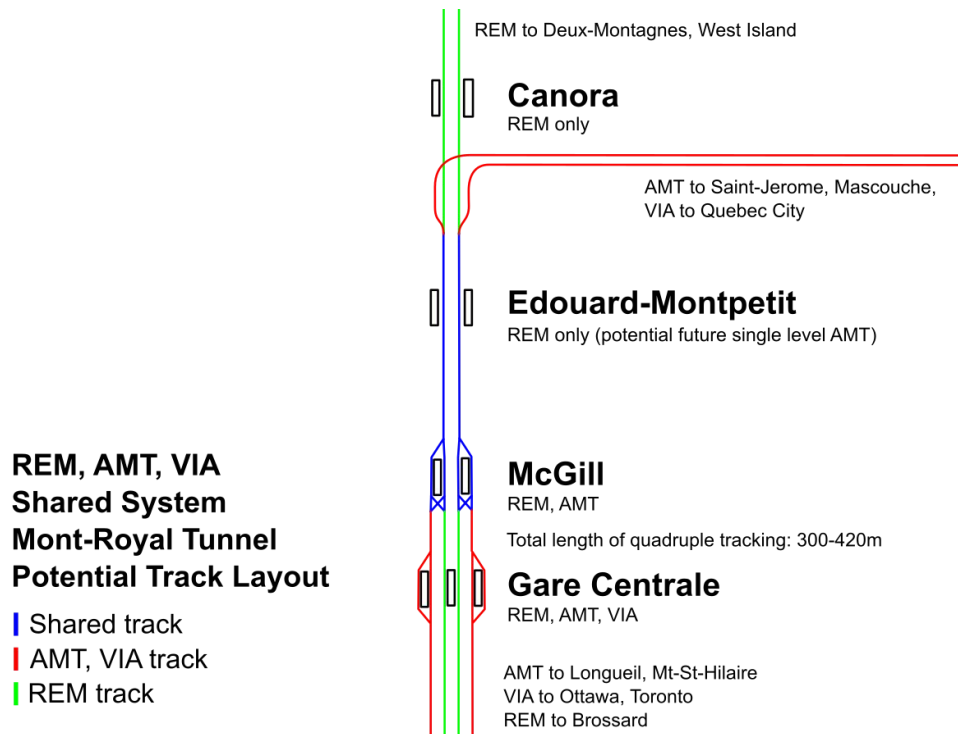 REM to Deux-Montagnes, West Island
Canora
REM only
AMT to Saint-Jerome, Mascouche,
VIA to Quebec City
Edouard-Montpetit
REM only (potential future single level AMT)
McGill
REM, AMT
Total length of quadruple tracking: 300-420m
Gare Centrale
REM, AMT, VIA
AMT to Longueil, Mt-St-Hilaire
VIA to Ottawa, Toronto
REM to Brossard
REM, AMT, VIA
Shared System
Mont-Royal Tunnel
Potential Track Layout
Shared track
AMT, VIA track
REM track